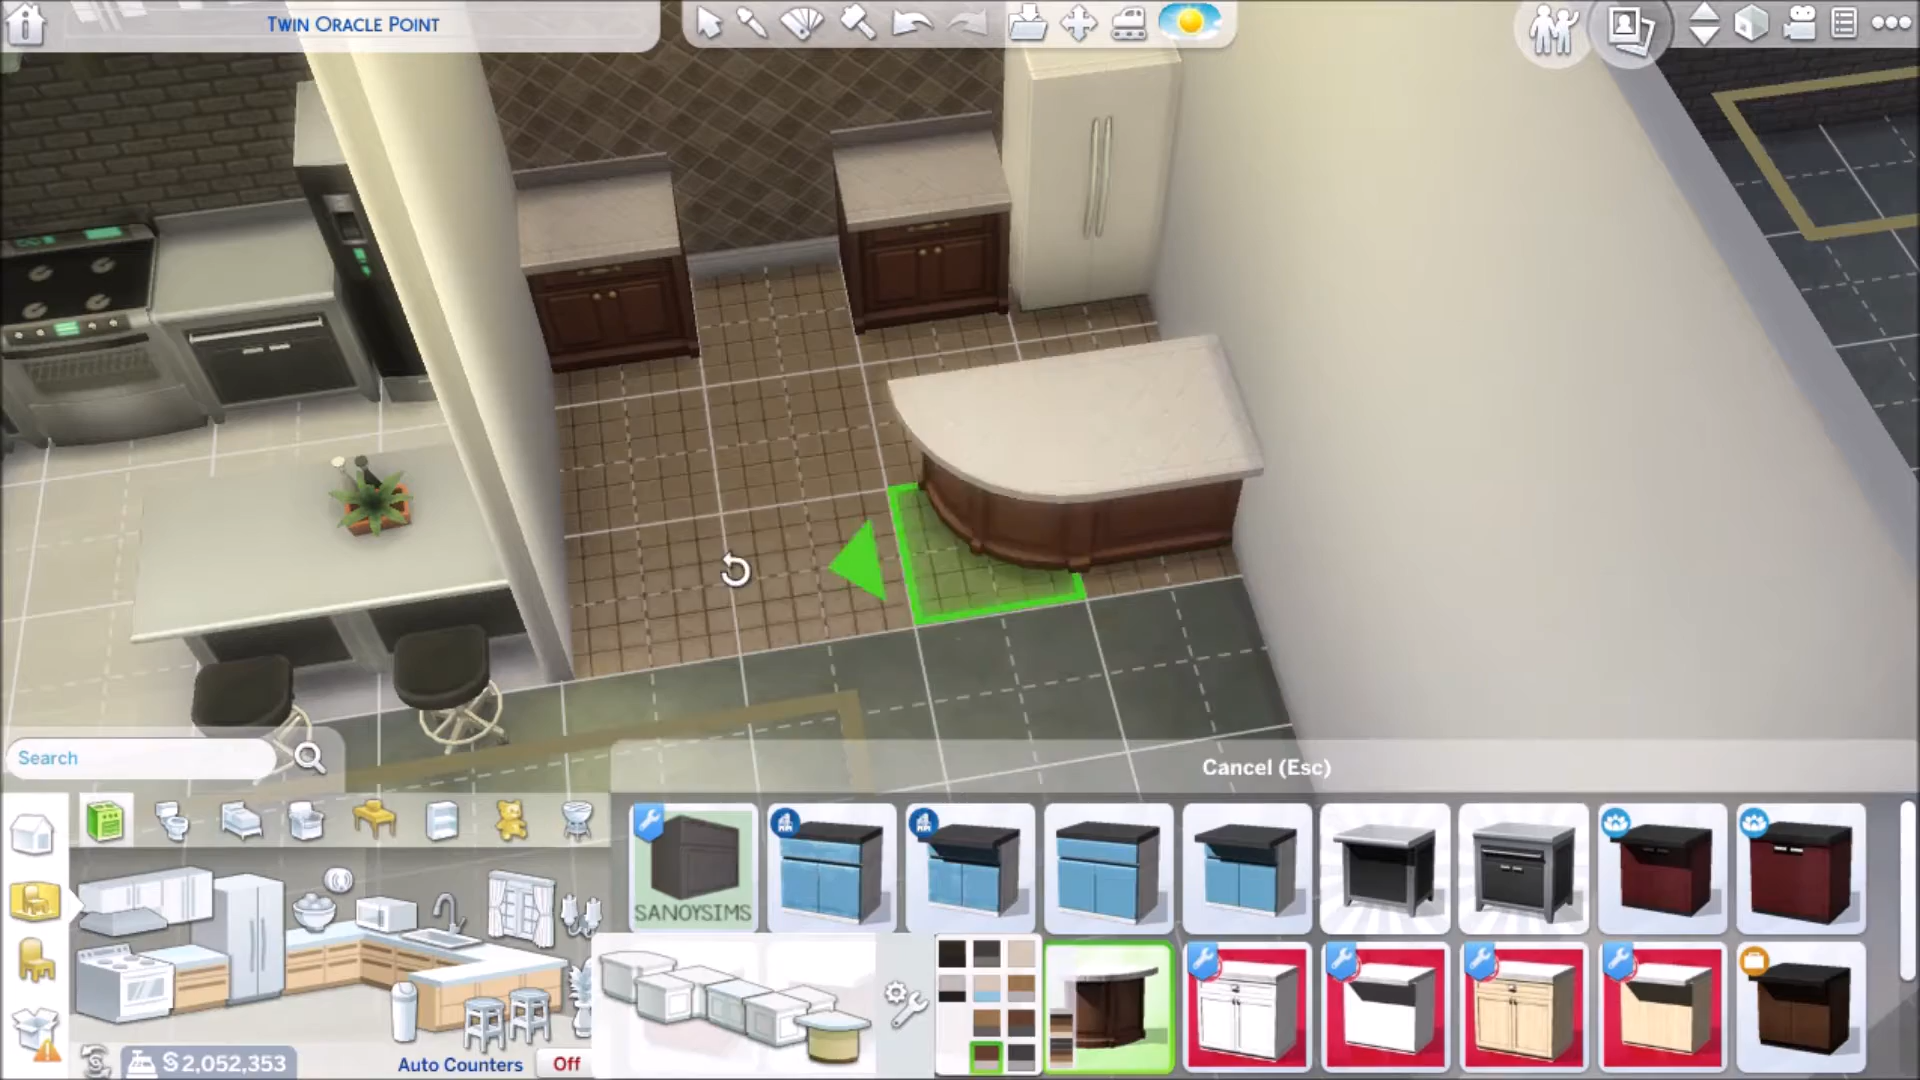 TWIN ORACLE POINT
Search
Cancel (Esc)
SANOYSIMS
§2,052,353
Auto Counters
Off